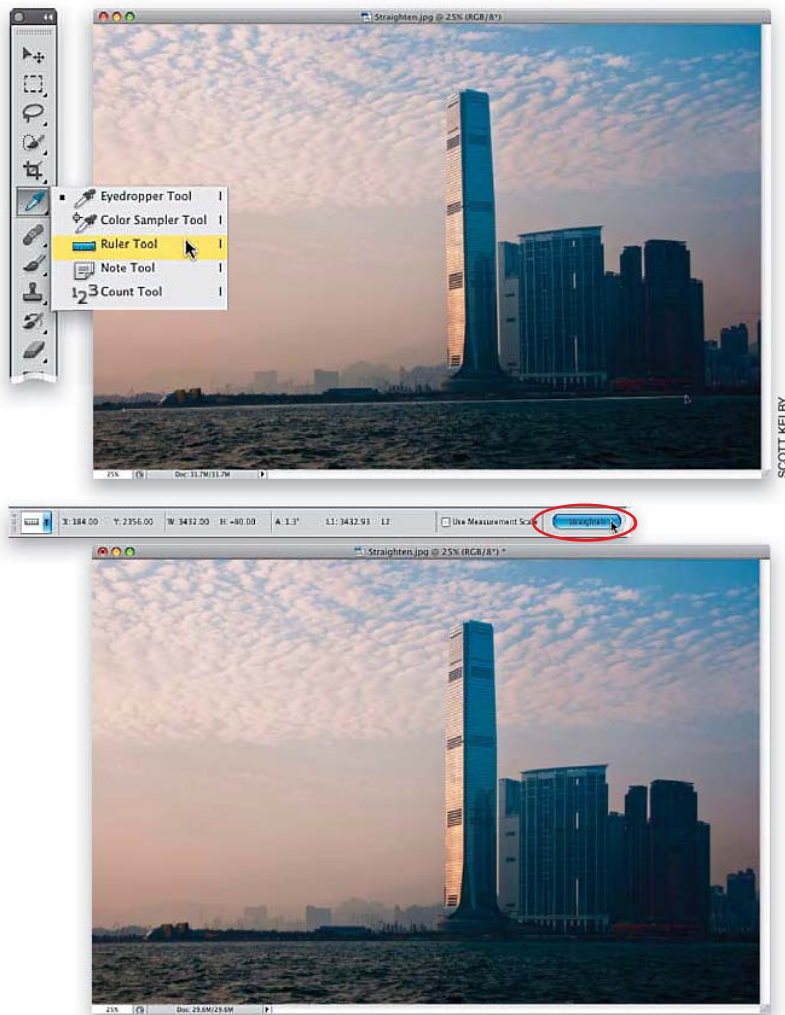 Straighten.jpg @ 25% (RGB/8*)
Eyedropper Tool I
Color Sampler Tool I
Ruler Tool I
Note Tool I
123 Count Tool I
SCOTT KELBY
25% Doc: 31.7M/31.7M
X: 184.00 Y: 2356.00 W: 3432.00 H: -80.00 A: 1.3° L1: 3432.93 L2: Use Measurement Scale Straighten
Straighten.jpg @ 25% (RGB/8*) *
25% Doc: 29.6M/29.6M